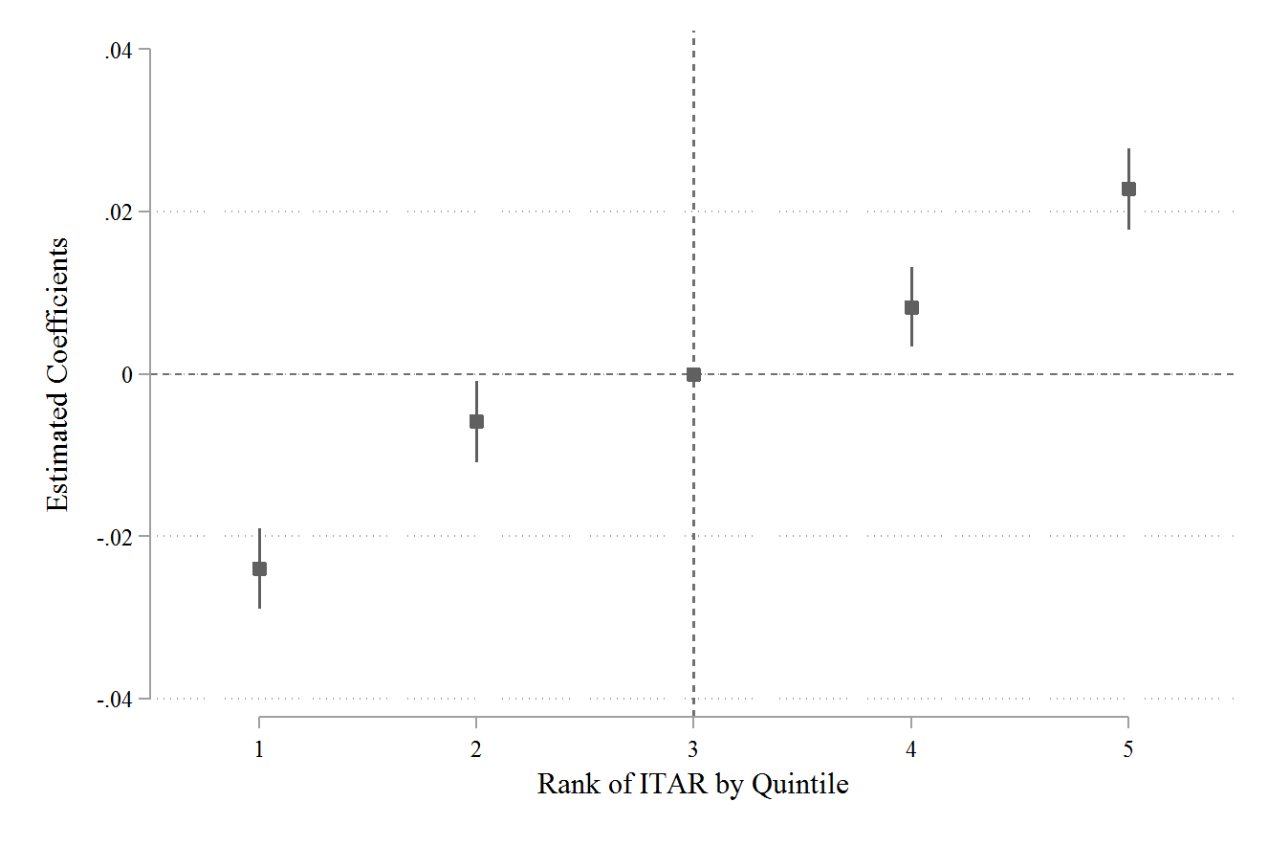 .04
.02
0
-.02
-.04
Estimated Coefficients
1 2 3 4 5
Rank of ITAR by Quintile